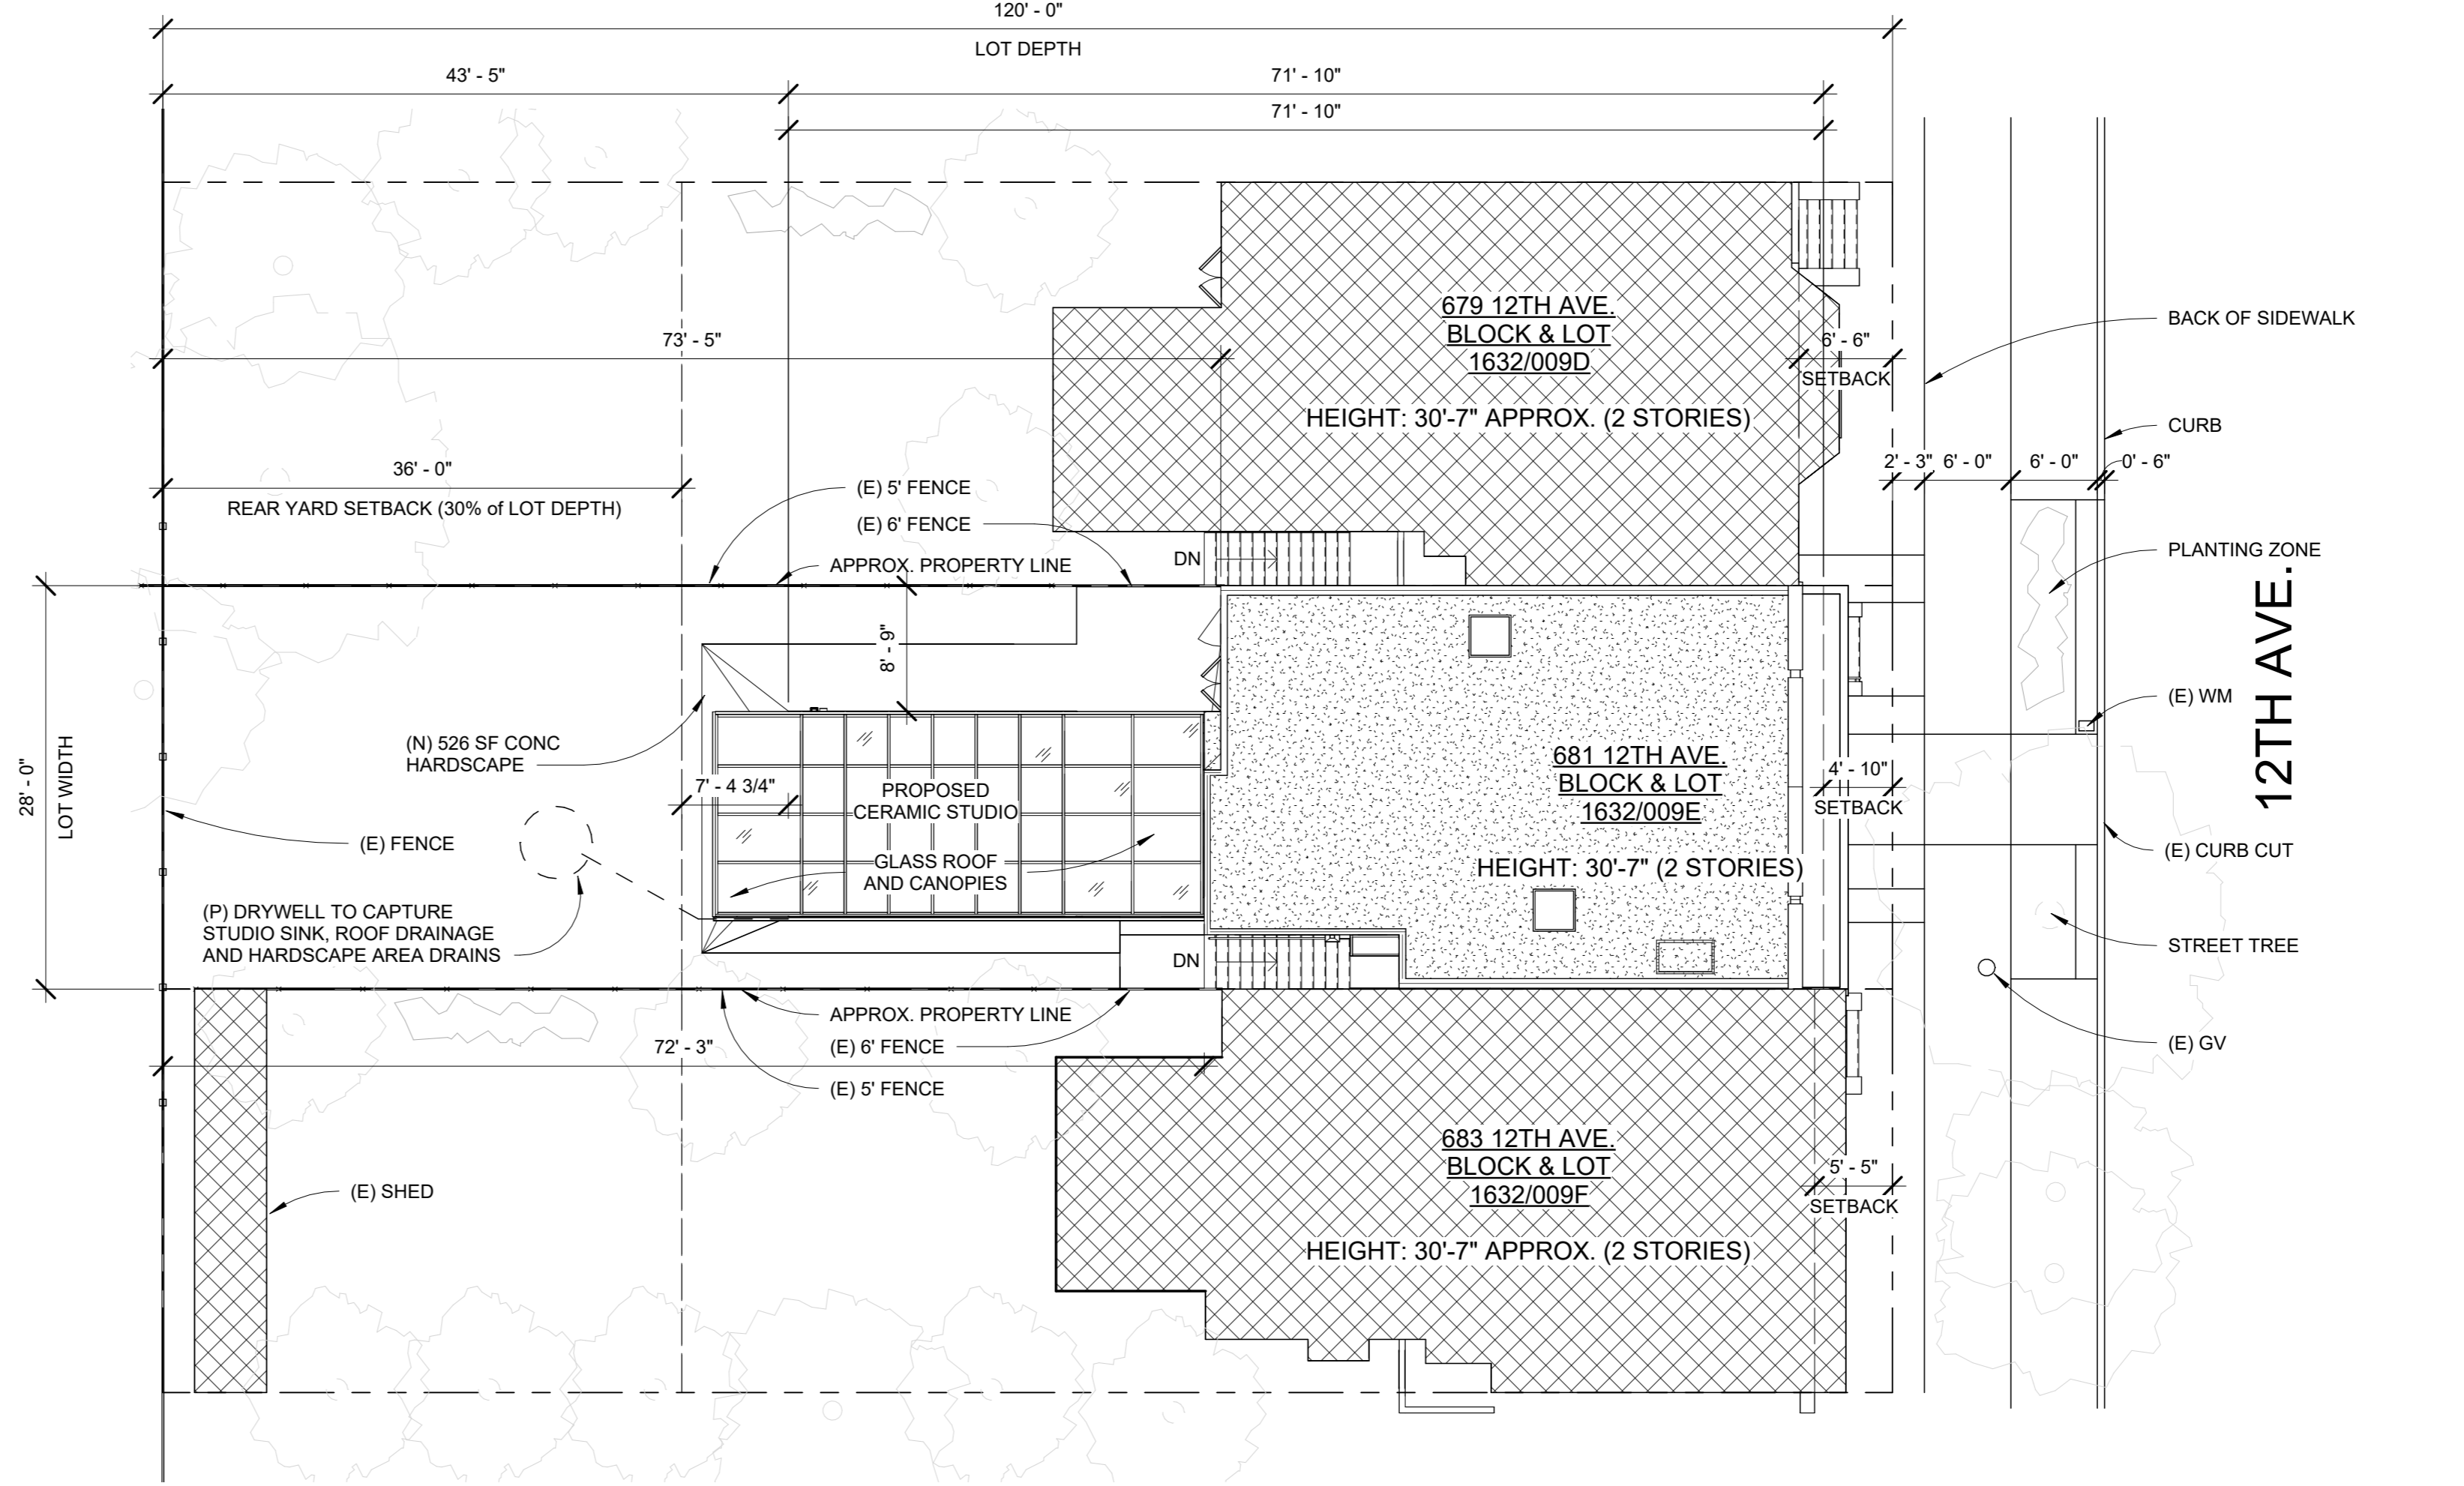 120' - 0"
LOT DEPTH
43' - 5"
71' - 10"
71' - 10"
679 12TH AVE.
BLOCK & LOT
1632/009D
HEIGHT: 30'-7" APPROX. (2 STORIES)
73' - 5"
6' - 6"
SETBACK
BACK OF SIDEWALK
CURB
36' - 0"
REAR YARD SETBACK (30% of LOT DEPTH)
(E) 5' FENCE
(E) 6' FENCE
APPROX. PROPERTY LINE
DN
2' - 3"
6' - 0"
6' - 0"
0' - 6"
PLANTING ZONE
12TH AVE.
8' - 9"
(E) WM
(N) 526 SF CONC
HARDSCAPE
28' - 0"
LOT WIDTH
7' - 4 3/4"
PROPOSED
CERAMIC STUDIO
GLASS ROOF
AND CANOPIES
681 12TH AVE.
BLOCK & LOT
1632/009E
HEIGHT: 30'-7" (2 STORIES)
4' - 10"
SETBACK
(E) FENCE
(E) CURB CUT
(P) DRYWELL TO CAPTURE
STUDIO SINK, ROOF DRAINAGE
AND HARDSCAPE AREA DRAINS
DN
STREET TREE
APPROX. PROPERTY LINE
(E) 6' FENCE
(E) 5' FENCE
72' - 3"
(E) GV
683 12TH AVE.
BLOCK & LOT
1632/009F
HEIGHT: 30'-7" APPROX. (2 STORIES)
5' - 5"
SETBACK
(E) SHED